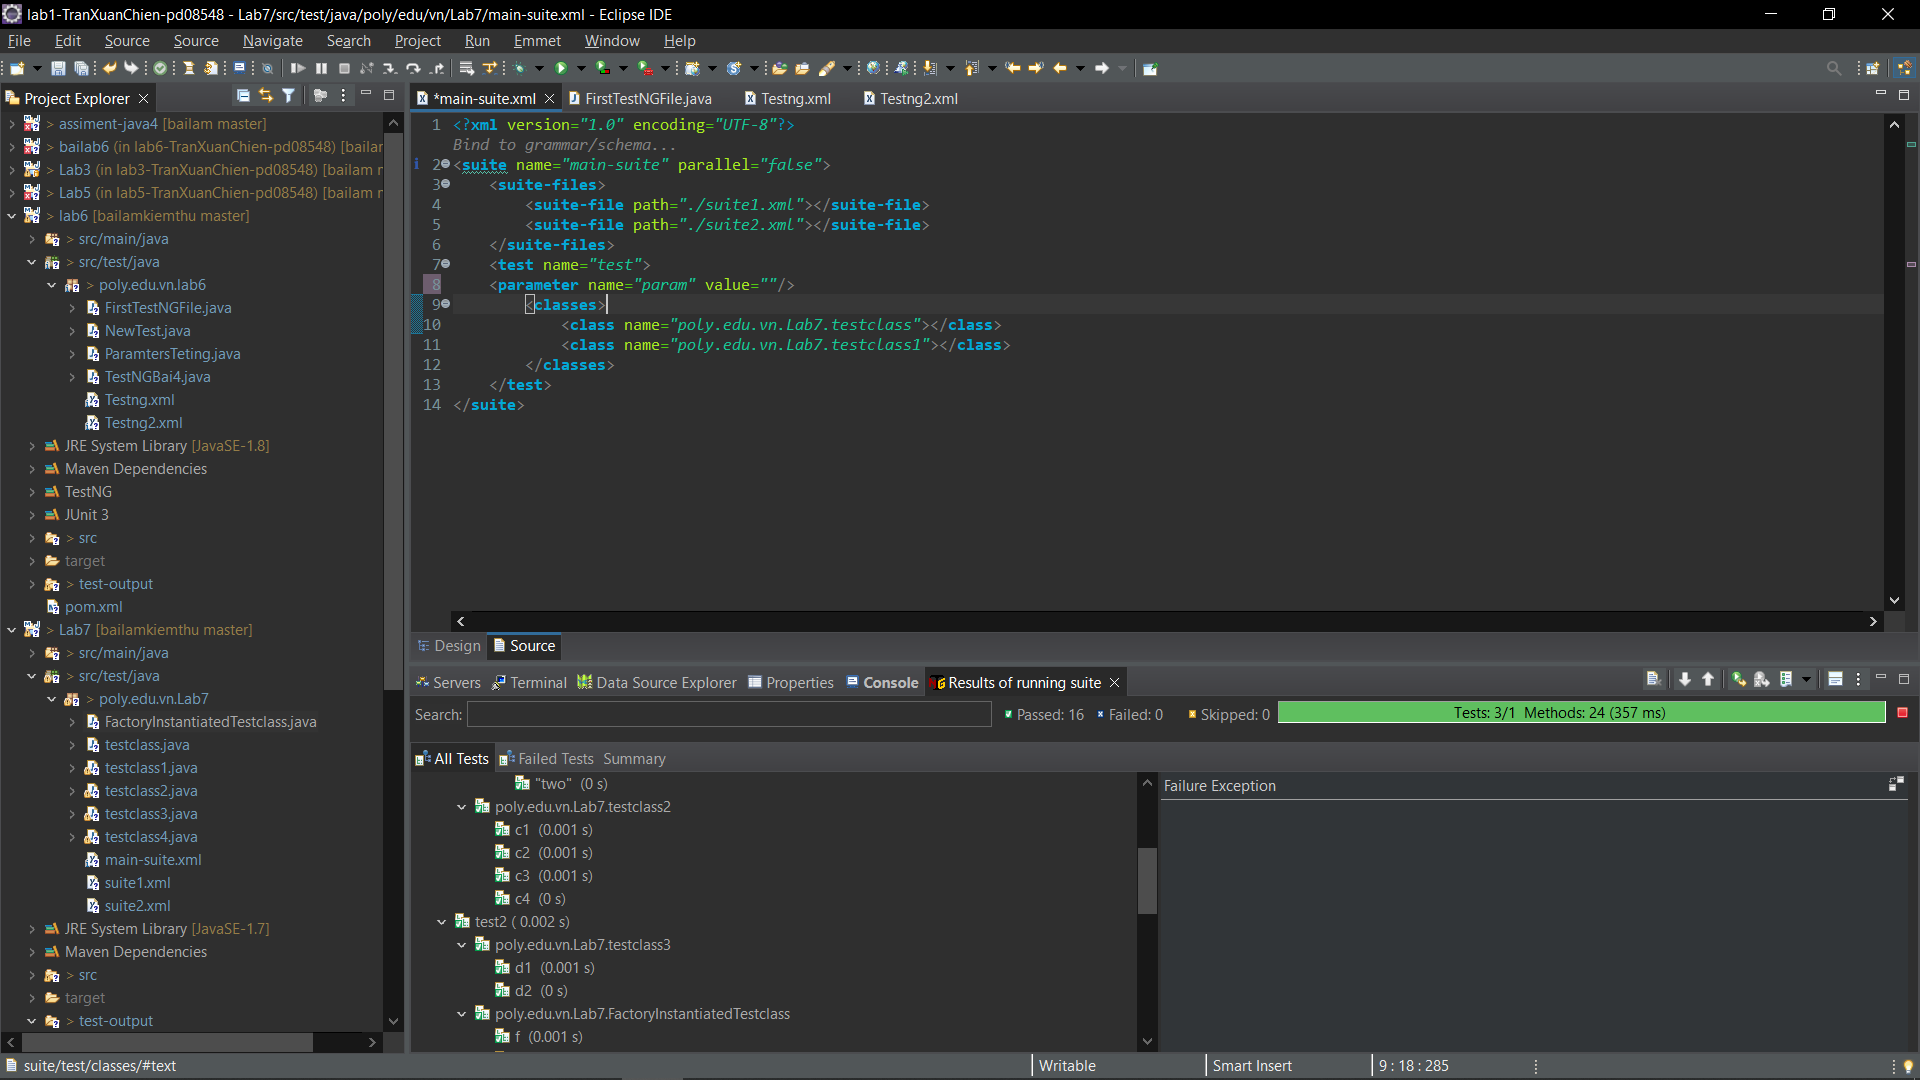 lab1-TranXuanChien-pd08548 - Lab7/src/test/java/poly/edu/vn/Lab7/main-suite.xml - Eclipse IDE
File Edit Source Source Navigate Search Project Run Emmet Window Help
Project Explorer
> assiment-java4 [bailam master]
> bailab6 (in lab6-TranXuanChien-pd08548) [bailar
> Lab3 (in lab3-TranXuanChien-pd08548) [bailam r
> Lab5 (in lab5-TranXuanChien-pd08548) [bailam r
> lab6 [bailamkiemthu master]
> src/main/java
> src/test/java
> poly.edu.vn.lab6
FirstTestNGFile.java
NewTest.java
ParamtersTeting.java
TestNGBai4.java
Testng.xml
Testng2.xml
JRE System Library [JavaSE-1.8]
Maven Dependencies
TestNG
JUnit 3
> src
target
> test-output
pom.xml
> Lab7 [bailamkiemthu master]
> src/main/java
> src/test/java
> poly.edu.vn.Lab7
FactoryInstantiatedTestclass.java
testclass.java
testclass1.java
testclass2.java
testclass3.java
testclass4.java
main-suite.xml
suite1.xml
suite2.xml
JRE System Library [JavaSE-1.7]
Maven Dependencies
> src
target
> test-output
*main-suite.xml FirstTestNGFile.java Testng.xml Testng2.xml
1 <?xml version="1.0" encoding="UTF-8"?>
Bind to grammar/schema...
2 <suite name="main-suite" parallel="false">
3 <suite-files>
4 <suite-file path="./suite1.xml"></suite-file>
5 <suite-file path="./suite2.xml"></suite-file>
6 </suite-files>
7 <test name="test">
8 <parameter name="param" value=""/>
9 <classes>
10 <class name="poly.edu.vn.Lab7.testclass"></class>
11 <class name="poly.edu.vn.Lab7.testclass1"></class>
12 </classes>
13 </test>
14 </suite>
Design Source
Servers Terminal Data Source Explorer Properties Console Results of running suite
Search: Passed: 16 Failed: 0 Skipped: 0 Tests: 3/1 Methods: 24 (357 ms)
All Tests Failed Tests Summary
"two" (0 s)
poly.edu.vn.Lab7.testclass2
c1 (0.001 s)
c2 (0.001 s)
c3 (0.001 s)
c4 (0 s)
test2 ( 0.002 s)
poly.edu.vn.Lab7.testclass3
d1 (0.001 s)
d2 (0 s)
poly.edu.vn.Lab7.FactoryInstantiatedTestclass
f (0.001 s)
Failure Exception
suite/test/classes/#text Writable Smart Insert 9 : 18 : 285